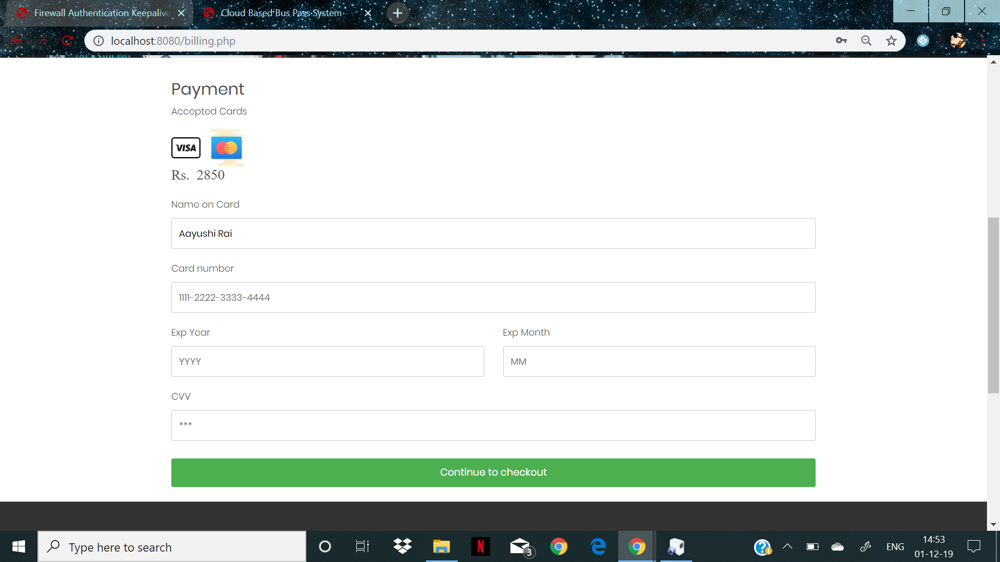 Firewall Authentication Keepalive
Cloud Based Bus Pass System
localhost:8080/billing.php
Payment
Accepted Cards
VISA
Rs. 2850
Name on Card
Aayushi Rai
Card number
1111-2222-3333-4444
Exp Year Exp Month
YYYY MM
CVV
***
Continue to checkout
Type here to search
N
3
ENG
14:53
01-12-19